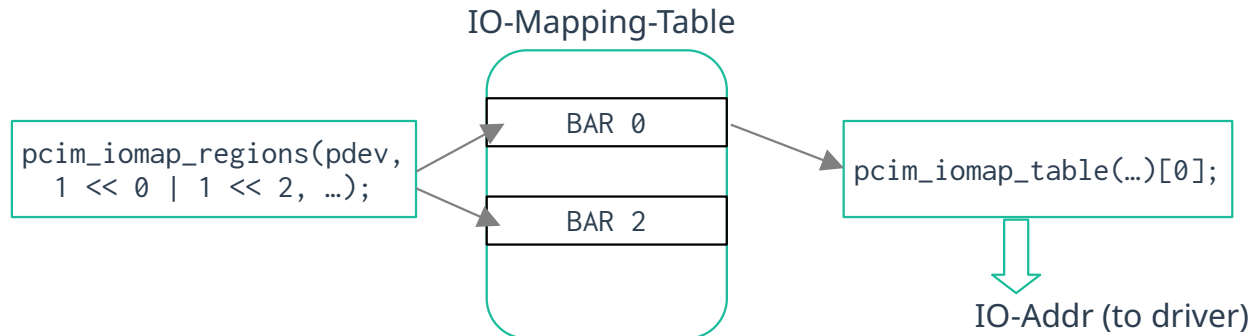 IO-Mapping-Table
pcim_iomap_regions(pdev,
1 << 0 | 1 << 2, …);
BAR 0
BAR 2
pcim_iomap_table(…)[0];
IO-Addr (to driver)